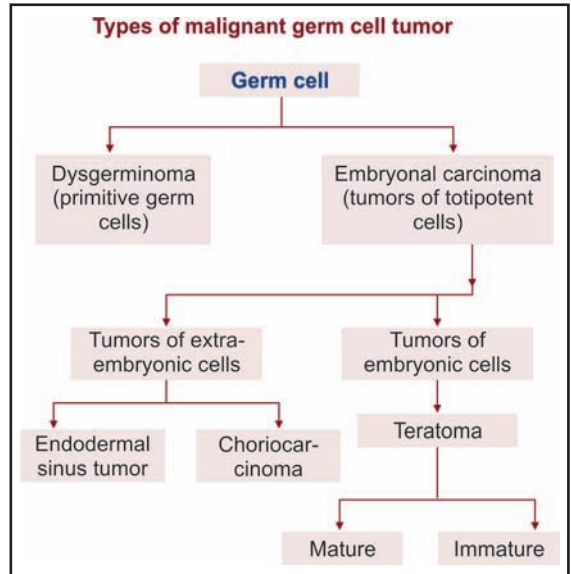 Types of malignant germ cell tumor
Germ cell
Dysgerminoma
(primitive germ
cells)
Embryonal carcinoma
(tumors of totipotent
cells)
Tumors of extra-
embryonic cells
Tumors of
embryonic cells
Endodermal
sinus tumor
Choriocar-
cinoma
Teratoma
Mature
Immature